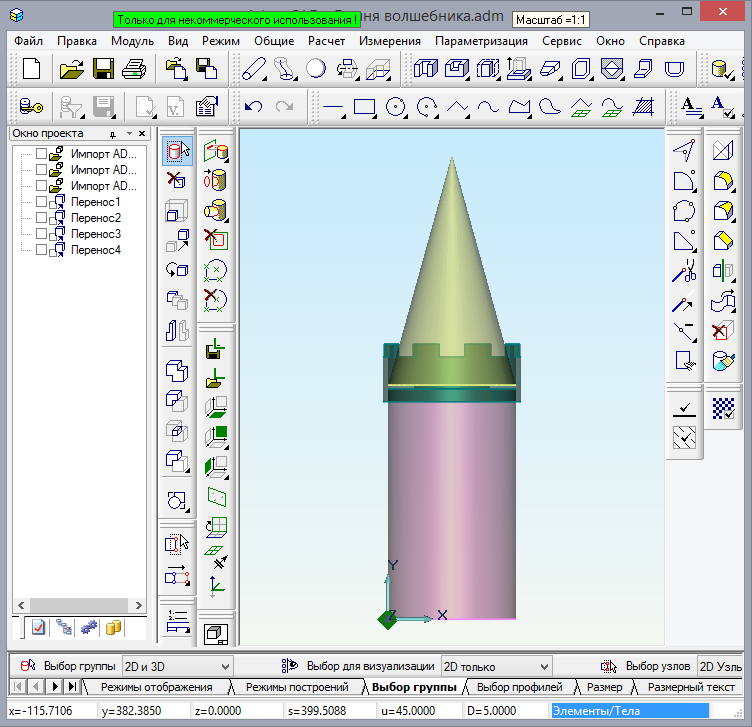 Только для некоммерческого использования !
ня волшебника.adm
Масштаб =1:1
Файл Правка Модуль Вид Режим Общие Расчет Измерения Параметризация Сервис Окно Справка
Окно проекта
Импорт AD...
Импорт AD...
Импорт AD...
Перенос1
Перенос2
Перенос3
Перенос4
Y
Z
X
Выбор группы 2D и 3D Выбор для визуализации 2D только Выбор узлов 2D Узль
Режимы отображения Режимы построений Выбор группы Выбор профилей Размер Размерный текст
x=-115.7106 y=382.3850 z=0.0000 s=399.5088 u=45.0000 D=5.0000 Элементы/Тела